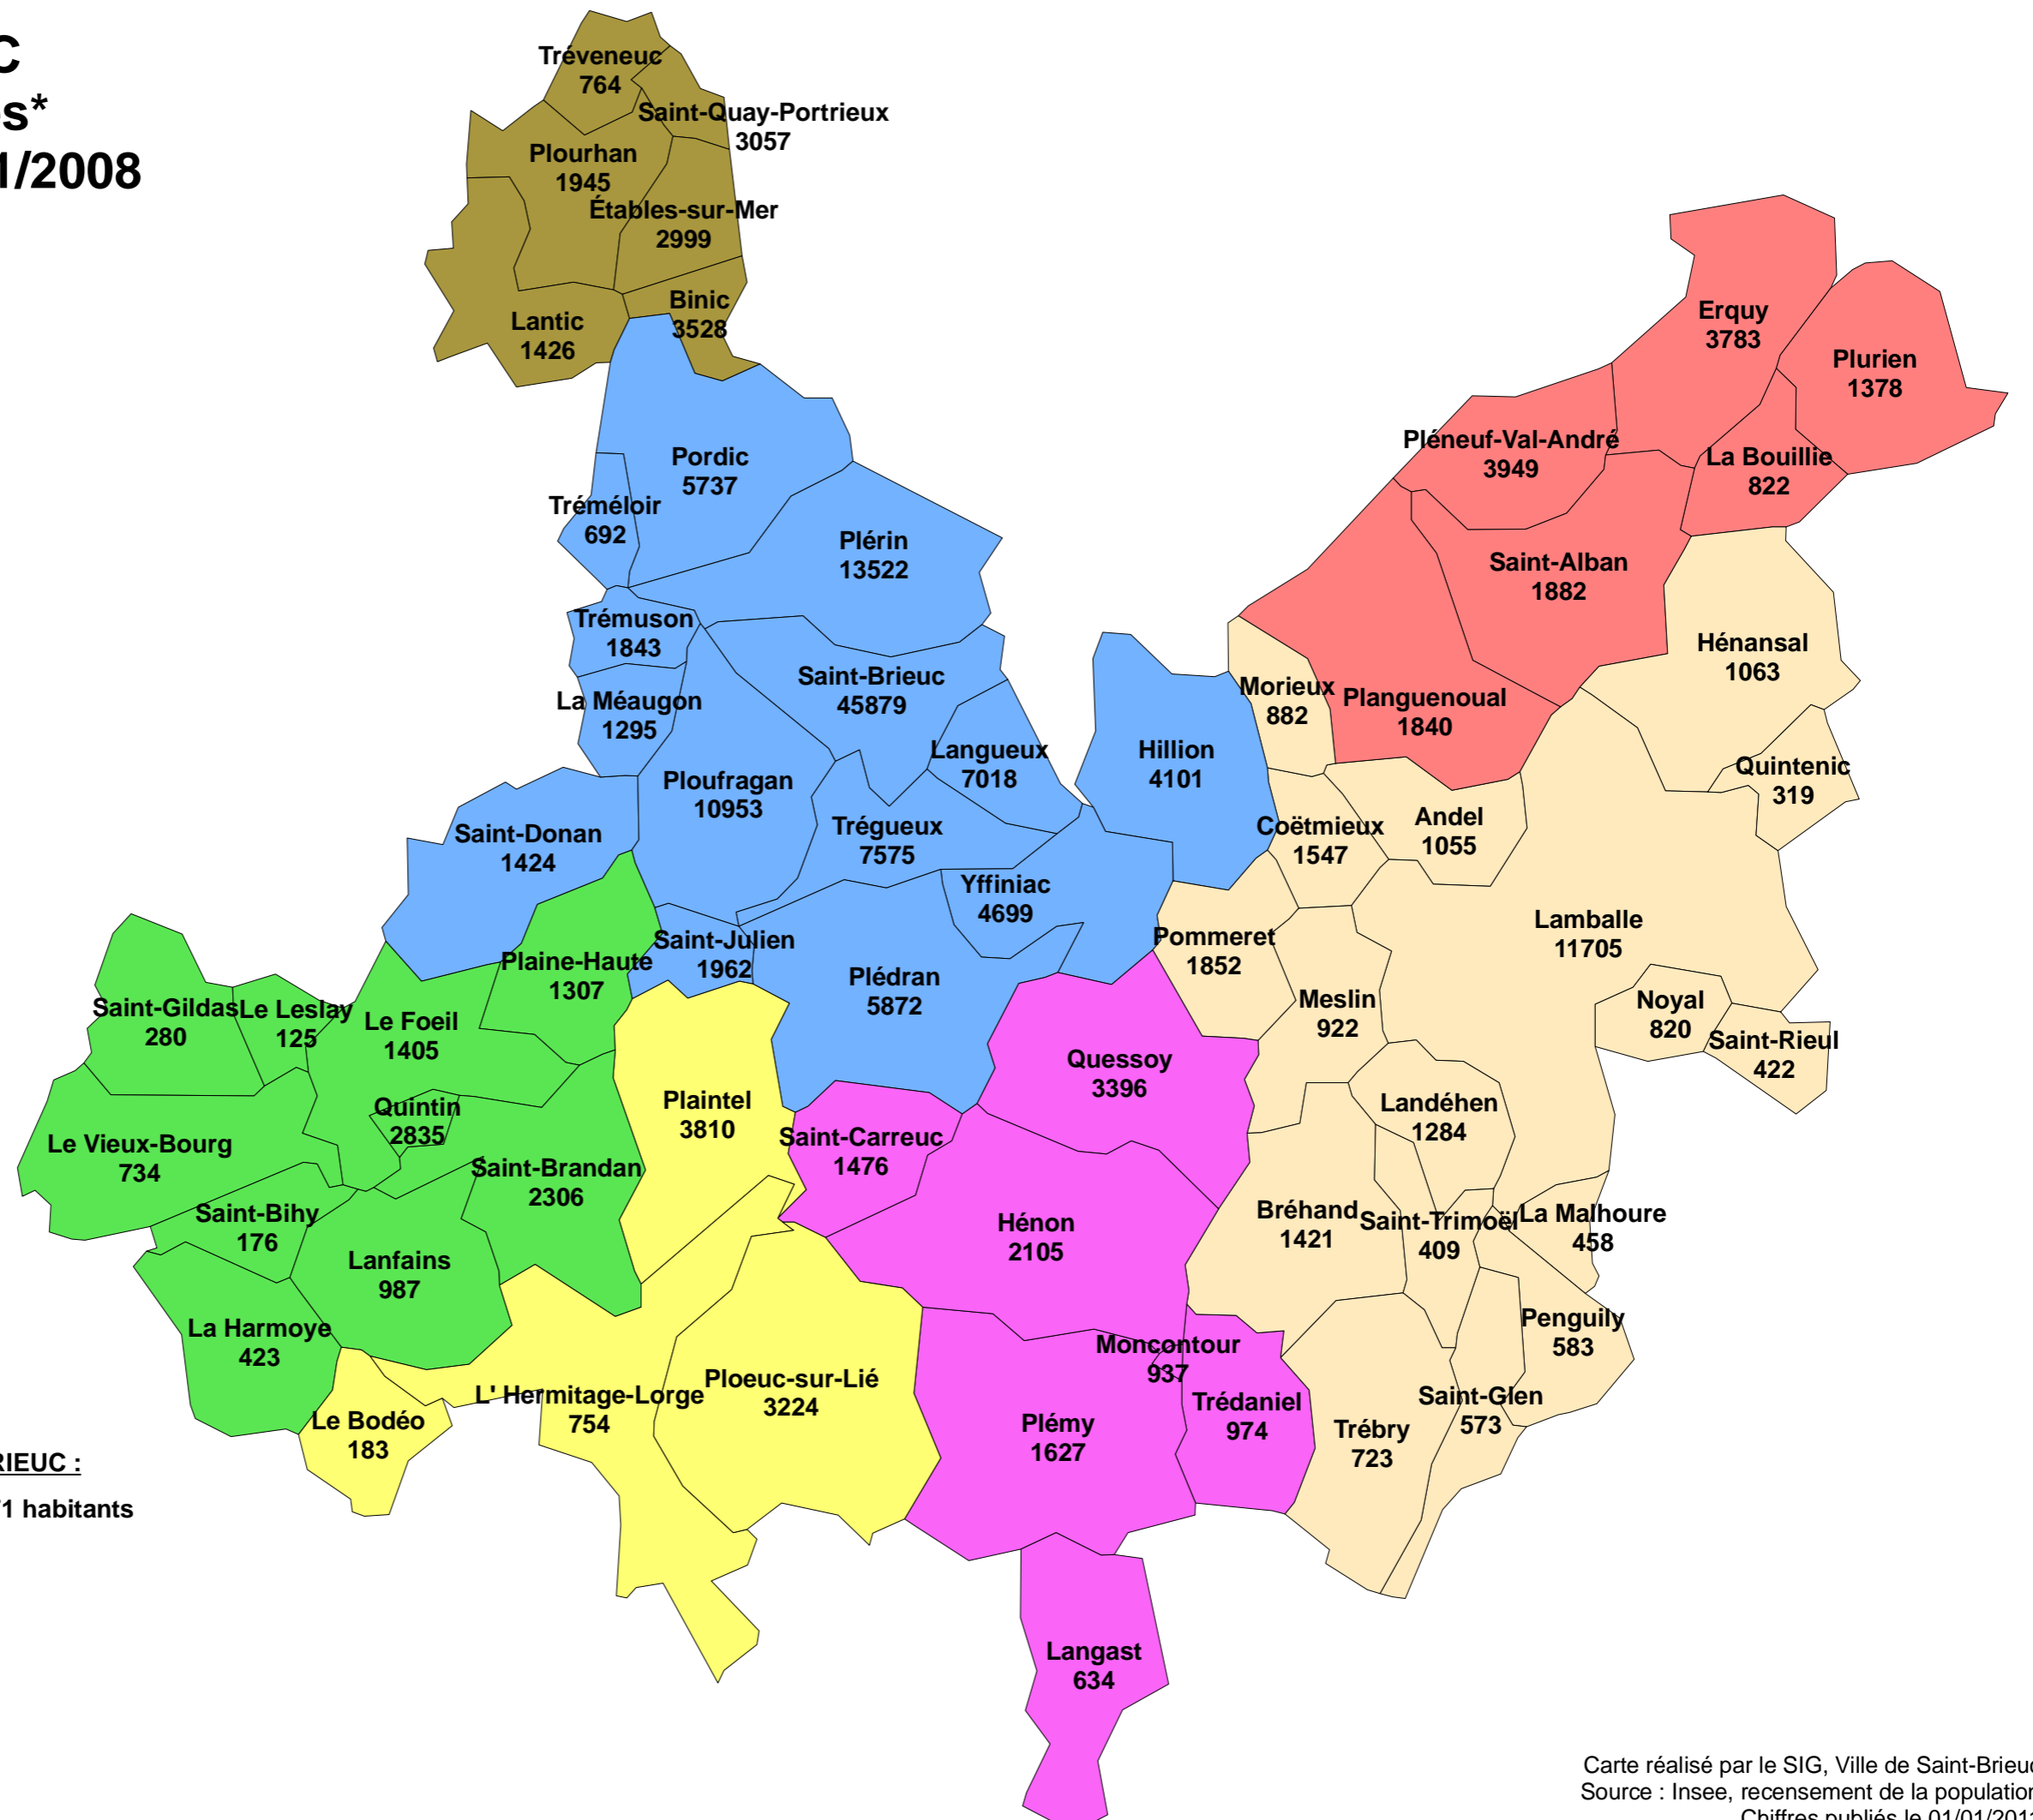 1/2008
Tréveneuc
764
Saint-Quay-Portrieux
3057
Plourhan
1945
Étables-sur-Mer
2999
Binic
3528
Lantic
1426
Erquy
3783
Plurien
1378
Pléneuf-Val-André
3949
La Bouillie
822
Pordic
5737
Tréméloir
692
Plérin
13522
Saint-Alban
1882
Trémuson
1843
Hénansal
1063
Saint-Brieuc
45879
La Méaugon
1295
Morieux
882
Planguenoual
1840
Langueux
7018
Hillion
4101
Quintenic
319
Ploufragan
10953
Saint-Donan
1424
Trégueux
7575
Coëtmieux
1547
Andel
1055
Yffiniac
4699
Lamballe
11705
Saint-Julien
1962
Pommeret
1852
Plaine-Haute
1307
Plédran
5872
Saint-Gildas
280
Le Leslay
125
Le Foeil
1405
Meslin
922
Noyal
820
Saint-Rieul
422
Quessoy
3396
Quintin
2835
Plaintel
3810
Landéhen
1284
Le Vieux-Bourg
734
Saint-Carreuc
1476
Saint-Brandan
2306
Saint-Bihy
176
Hénon
2105
Bréhand
1421
Saint-Trimoël
409
La Malhoure
458
Lanfains
987
La Harmoye
423
Penguily
583
Moncontour
937
Ploeuc-sur-Lié
3224
L' Hermitage-Lorge
754
Trédaniel
974
Saint-Glen
573
Le Bodéo
183
Plémy
1627
Trébry
723
RIEUC :
1 habitants
Langast
634
Carte réalisé par le SIG, Ville de Saint-Brieuc
Source : Insee, recensement de la population
Chiffres publiés le 01/01/201